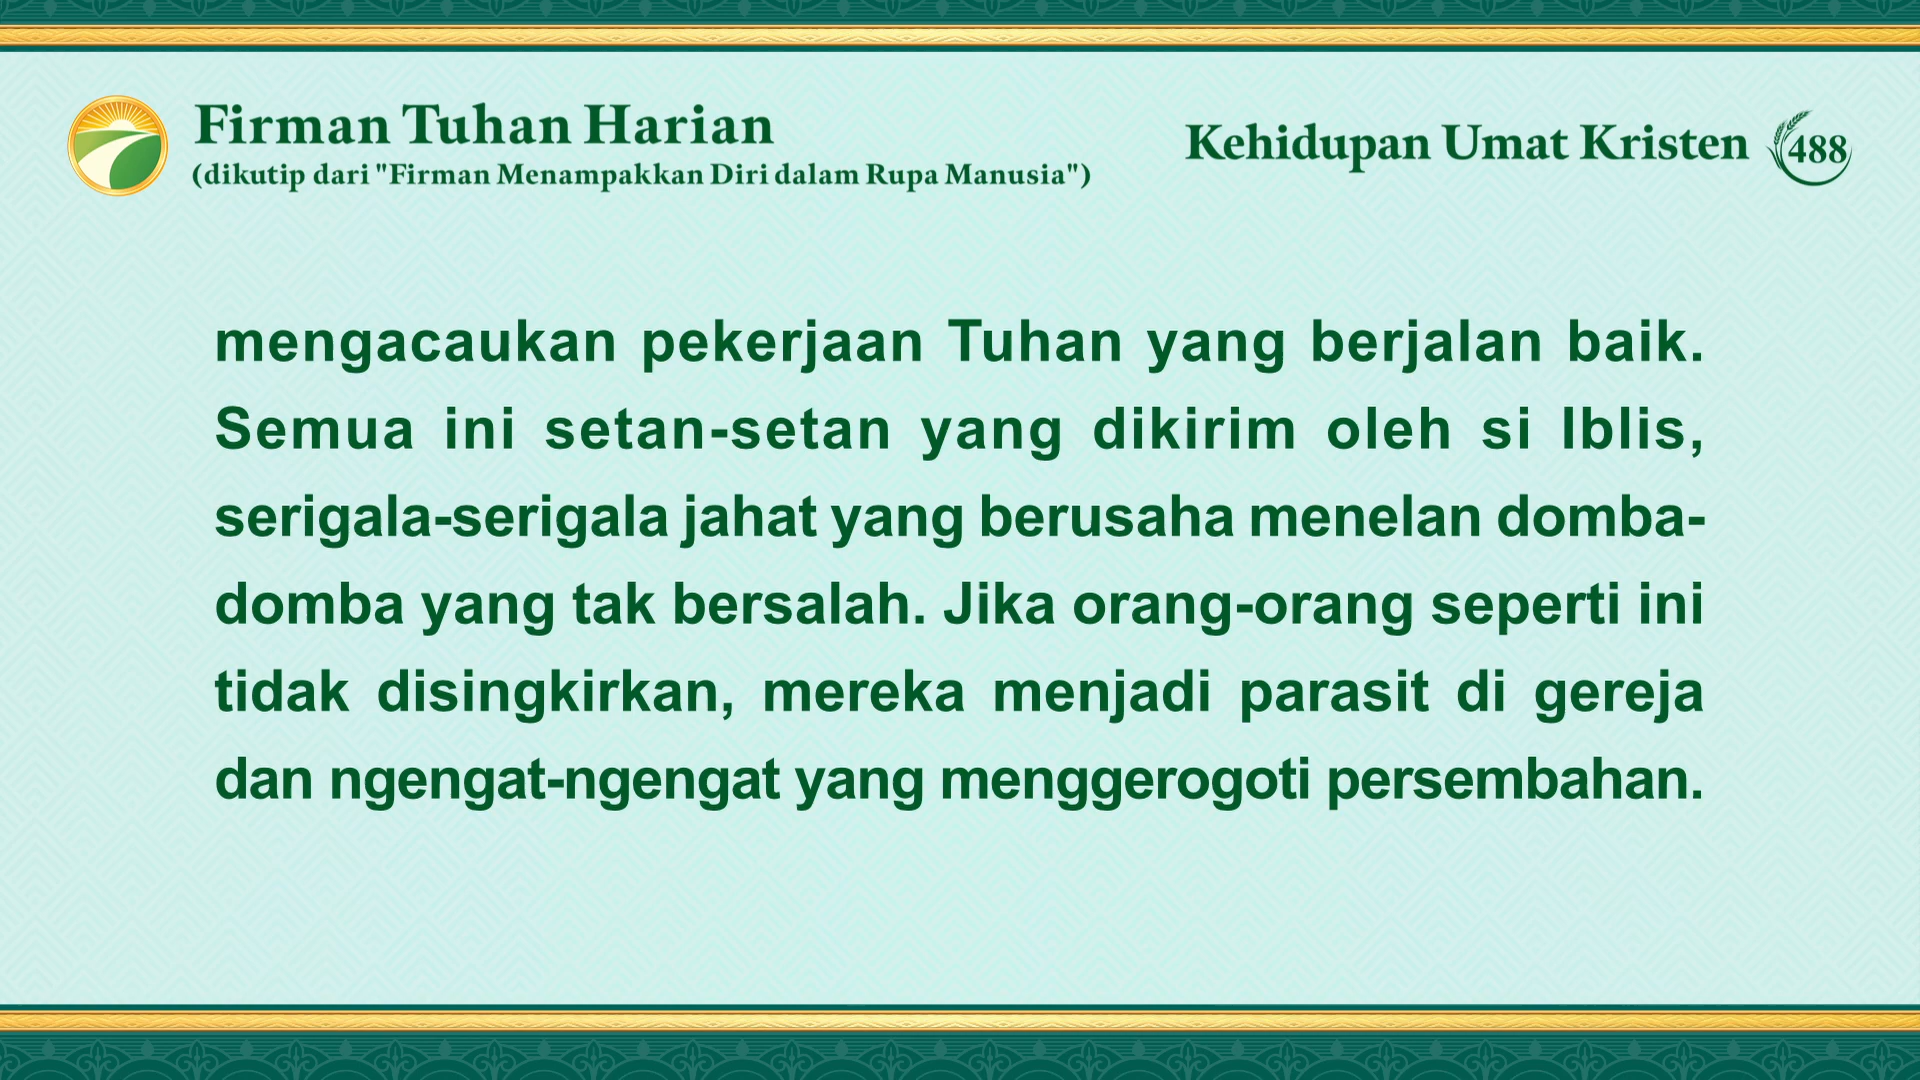 Firman Tuhan Harian
(dikutip dari "Firman Menampakkan Diri dalam Rupa Manusia")
Kehidupan Umat Kristen 488
mengacaukan pekerjaan Tuhan yang berjalan baik.
Semua ini setan-setan yang dikirim oleh si Iblis,
serigala-serigala jahat yang berusaha menelan domba-
domba yang tak bersalah. Jika orang-orang seperti ini
tidak disingkirkan, mereka menjadi parasit di gereja
dan ngengat-ngengat yang menggerogoti persembahan.